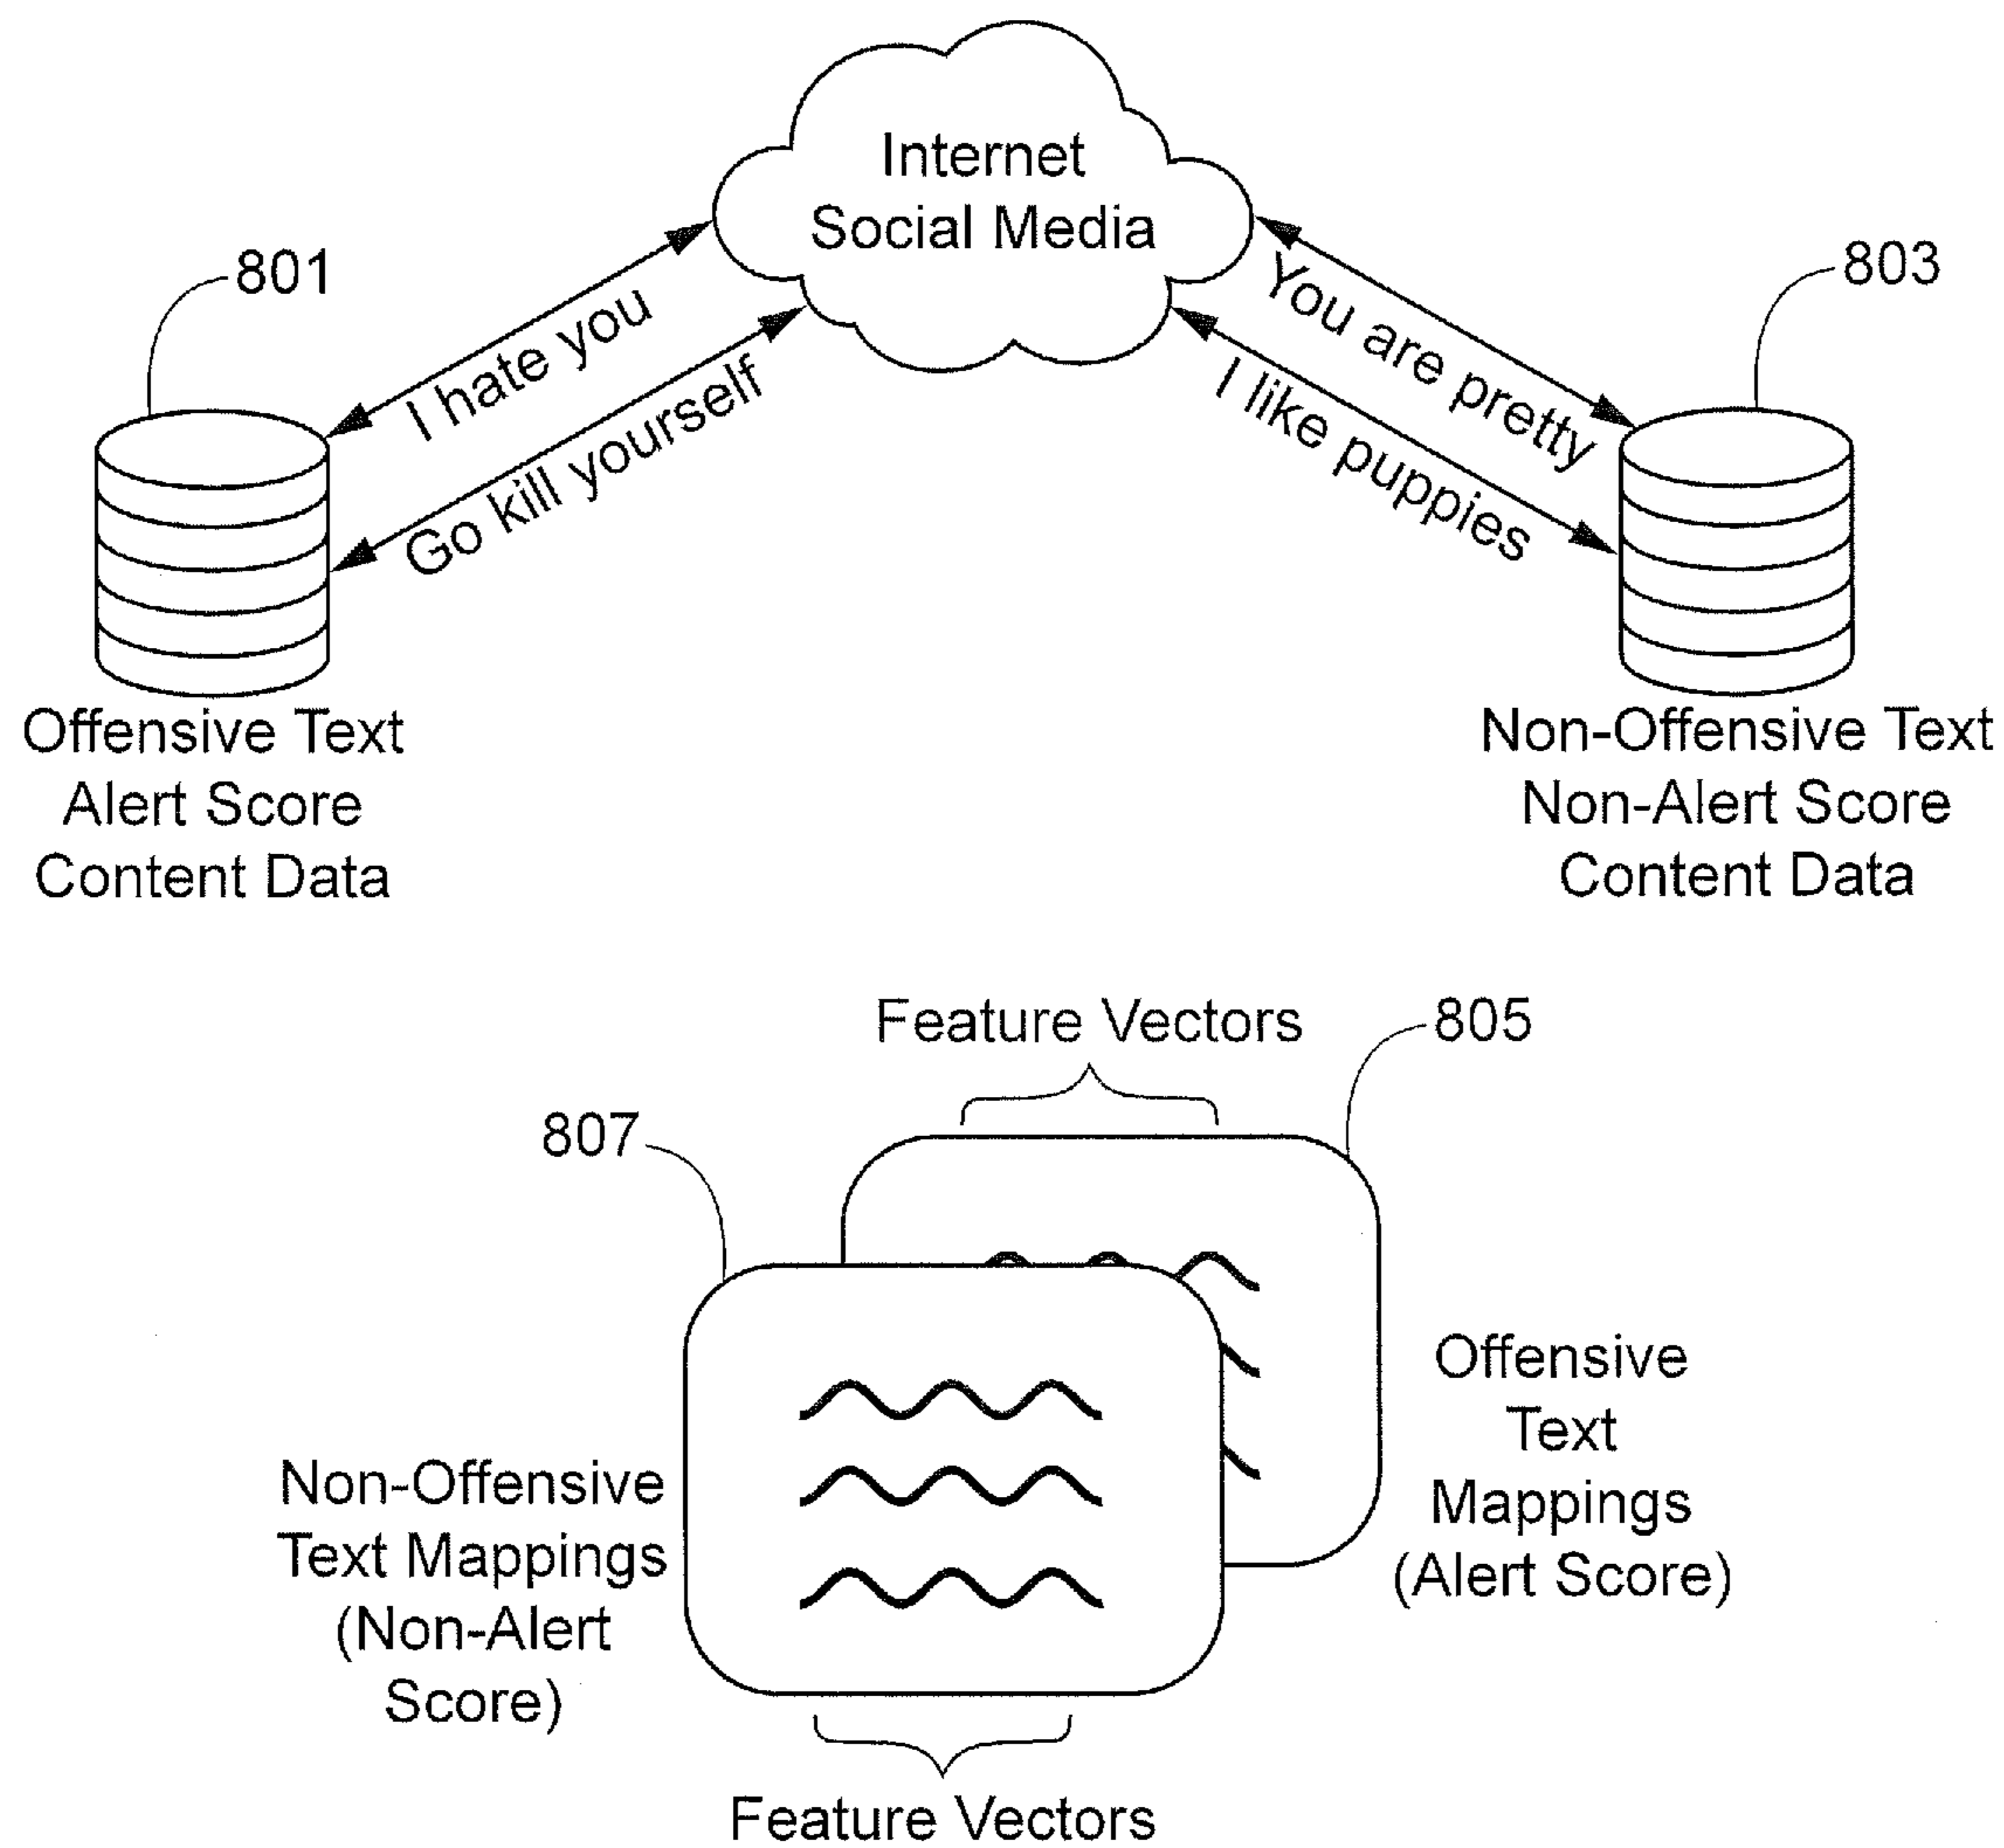 Internet
Social Media
801
803
I hate you
Go kill yourself
You are pretty
I like puppies
Offensive Text
Alert Score
Content Data
Non-Offensive Text
Non-Alert Score
Content Data
Feature Vectors
805
807
Offensive
Text
Mappings
(Alert Score)
Non-Offensive
Text Mappings
(Non-Alert
Score)
Feature Vectors